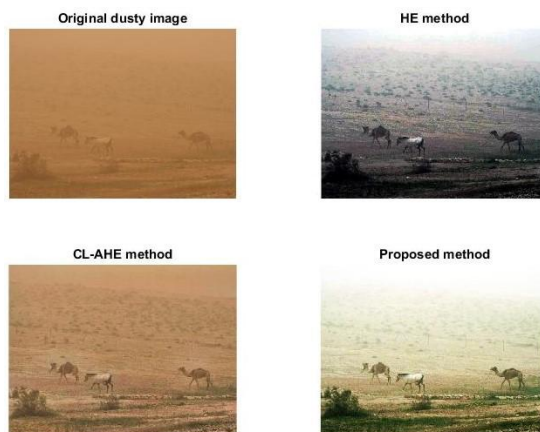 Original dusty image
HE method
CL-AHE method
Proposed method